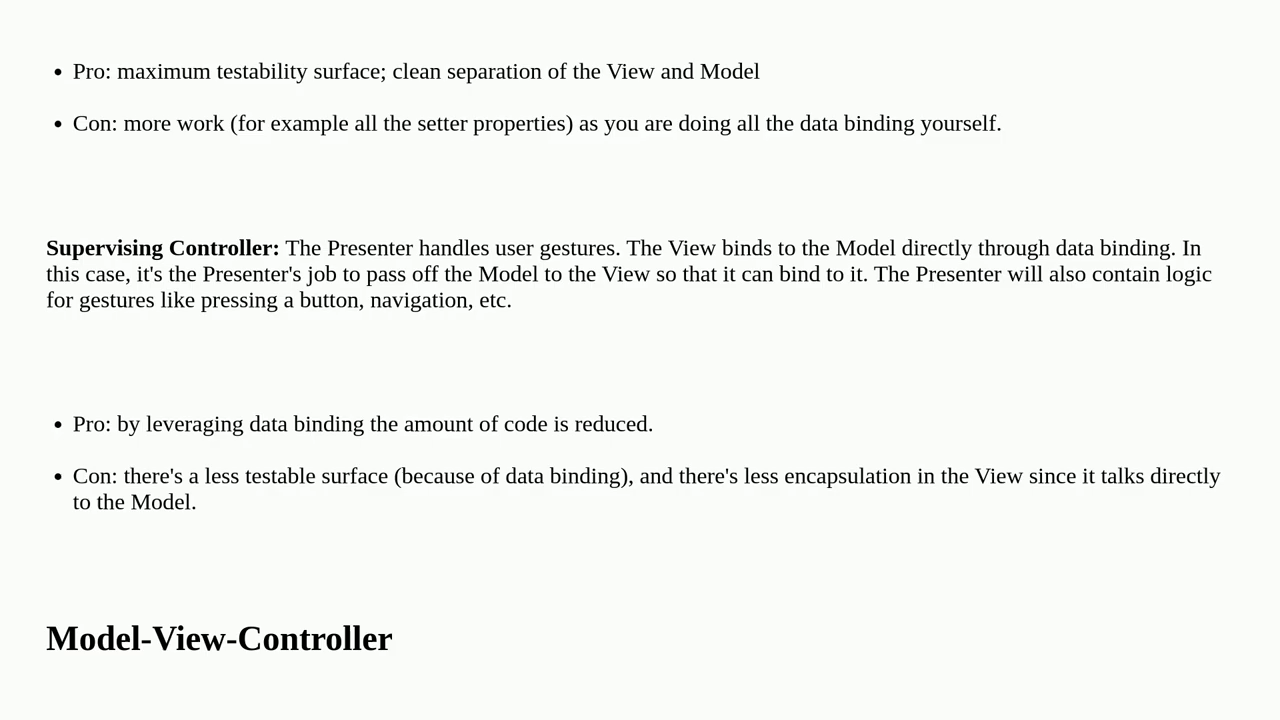 Pro: maximum testability surface; clean separation of the View and Model
Con: more work (for example all the setter properties) as you are doing all the data binding yourself.
Supervising Controller: The Presenter handles user gestures. The View binds to the Model directly through data binding. In
this case, it's the Presenter's job to pass off the Model to the View so that it can bind to it. The Presenter will also contain logic
for gestures like pressing a button, navigation, etc.
Pro: by leveraging data binding the amount of code is reduced.
Con: there's a less testable surface (because of data binding), and there's less encapsulation in the View since it talks directly
to the Model.
Model-View-Controller